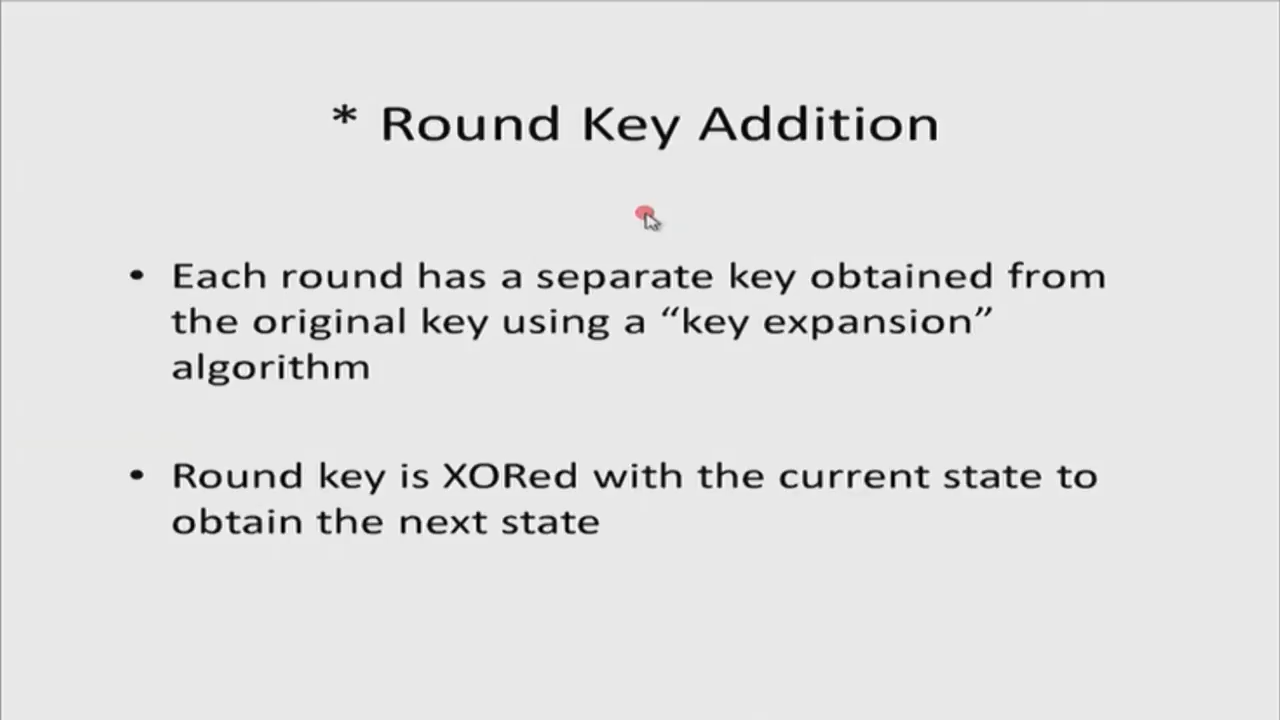 * Round Key Addition
• Each round has a separate key obtained from
the original key using a “key expansion”
algorithm
• Round key is XORed with the current state to
obtain the next state